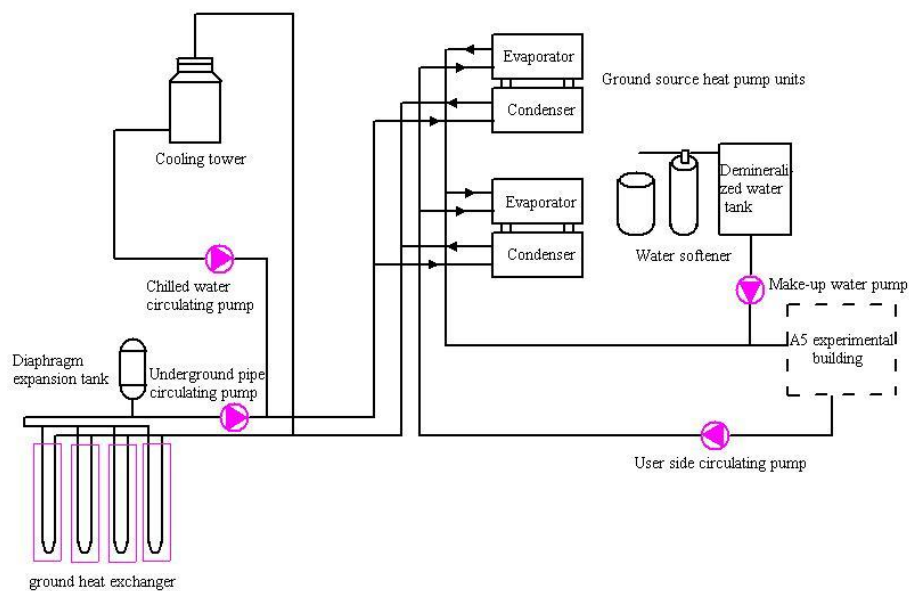 Evaporator
Ground source heat pump units
Condenser
Cooling tower
Deminerali-
zed water
tank
Evaporator
Condenser
Water softener
Chilled water
circulating pump
Make-up water pump
A5 experimental
building
Diaphragm
expansion tank
Underground pipe
circulating pump
User side circulating pump
ground heat exchanger